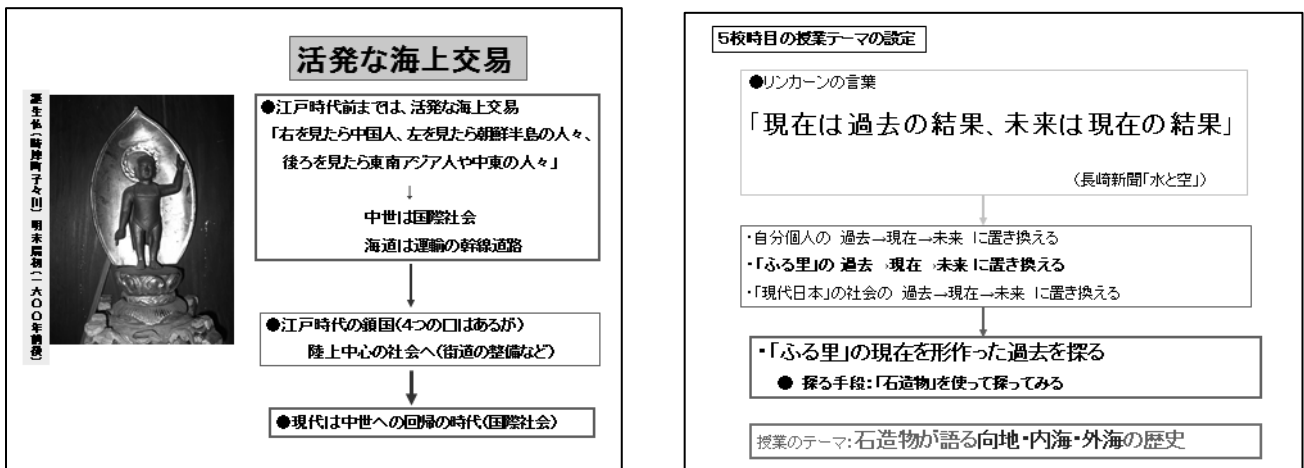 活発な海上交易
誕生仏(時津町子々川) 明末清初(一六〇〇年前後)
●江戸時代前までは、活発な海上交易
「右を見たら中国人、左を見たら朝鮮半島の人々、
後ろを見たら東南アジア人や中東の人々」
↓
中世は国際社会
海道は運輸の幹線道路
●江戸時代の鎖国(4つの口はあるが)
陸上中心の社会へ(街道の整備など)
●現代は中世への回帰の時代(国際社会)
5校時目の授業テーマの設定
●リンカーンの言葉
「現在は過去の結果、未来は現在の結果」
(長崎新聞「水と空」)
・自分個人の 過去→現在→未来 に置き換える
・「ふる里」の 過去→現在→未来 に置き換える
・「現代日本」の社会の 過去→現在→未来 に置き換える
・「ふる里」の現在を形作った過去を探る
● 探る手段:「石造物」を使って探ってみる
授業のテーマ:石造物が語る向地・内海・外海の歴史